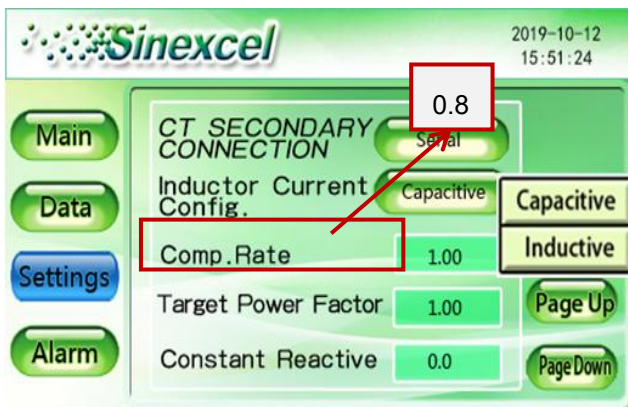 Sinexcel
2019-10-12
15:51:24
0.8
Main
CT SECONDARY
CONNECTION
Serial
Data
Inductor Current
Config.
Capacitive
Capacitive
Inductive
Settings
Comp.Rate
1.00
Target Power Factor
1.00
Page Up
Alarm
Constant Reactive
0.0
Page Down